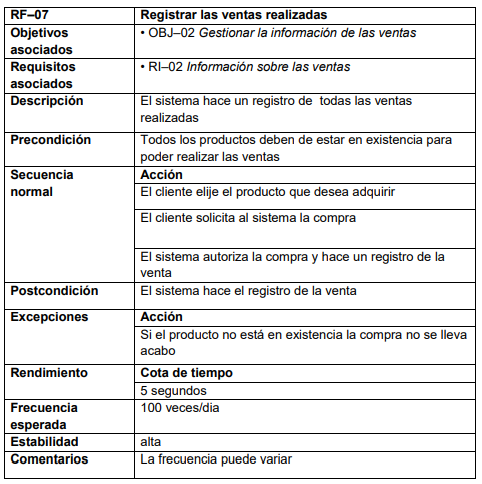 RF–07 Registrar las ventas realizadas
Objetivos asociados • OBJ–02 Gestionar la información de las ventas
Requisitos asociados • RI–02 Información sobre las ventas
Descripción El sistema hace un registro de  todas las ventas
realizadas
Precondición Todos los productos deben de estar en existencia para
poder realizar las ventas
Secuencia normal Acción
El cliente elije el producto que desea adquirir
El cliente solicita al sistema la compra
El sistema autoriza la compra y hace un registro de la
venta
Postcondición El sistema hace el registro de la venta
Excepciones Acción
Si el producto no está en existencia la compra no se lleva
acabo
Rendimiento Cota de tiempo
5 segundos
Frecuencia esperada 100 veces/dia
Estabilidad alta
Comentarios La frecuencia puede variar